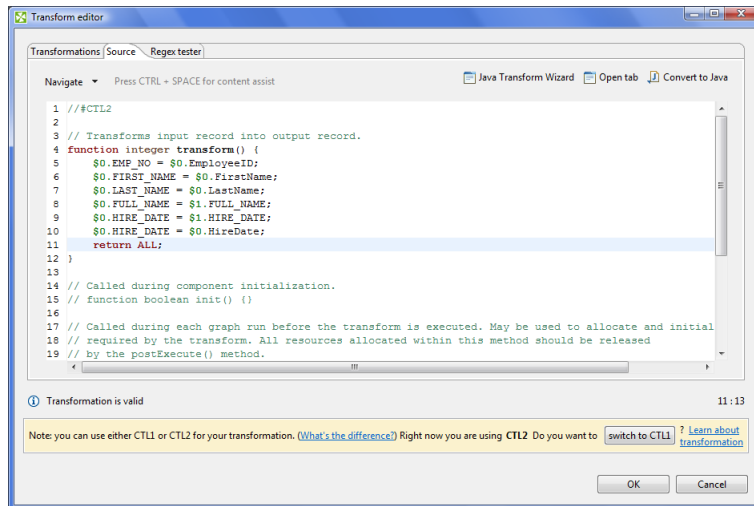 Transform editor
Transformations Source Regex tester
Navigate Press CTRL + SPACE for content assist Java Transform Wizard Open tab Convert to Java
1 //#CTL2
2
3 // Transforms input record into output record.
4 function integer transform() {
5 $0.EMP_NO = $0.EmployeeID;
6 $0.FIRST_NAME = $0.FirstName;
7 $0.LAST_NAME = $0.LastName;
8 $0.FULL_NAME = $1.FULL_NAME;
9 $0.HIRE_DATE = $1.HIRE_DATE;
10 $0.HIRE_DATE = $0.HireDate;
11 return ALL;
12 }
13
14 // Called during component initialization.
15 // function boolean init() {}
16
17 // Called during each graph run before the transform is executed. May be used to allocate and initial
18 // required by the transform. All resources allocated within this method should be released
19 // by the postExecute() method.
Transformation is valid 11 : 13
Note: you can use either CTL1 or CTL2 for your transformation. (What's the difference?) Right now you are using CTL2 Do you want to switch to CTL1 ? Learn about
transformation
OK Cancel